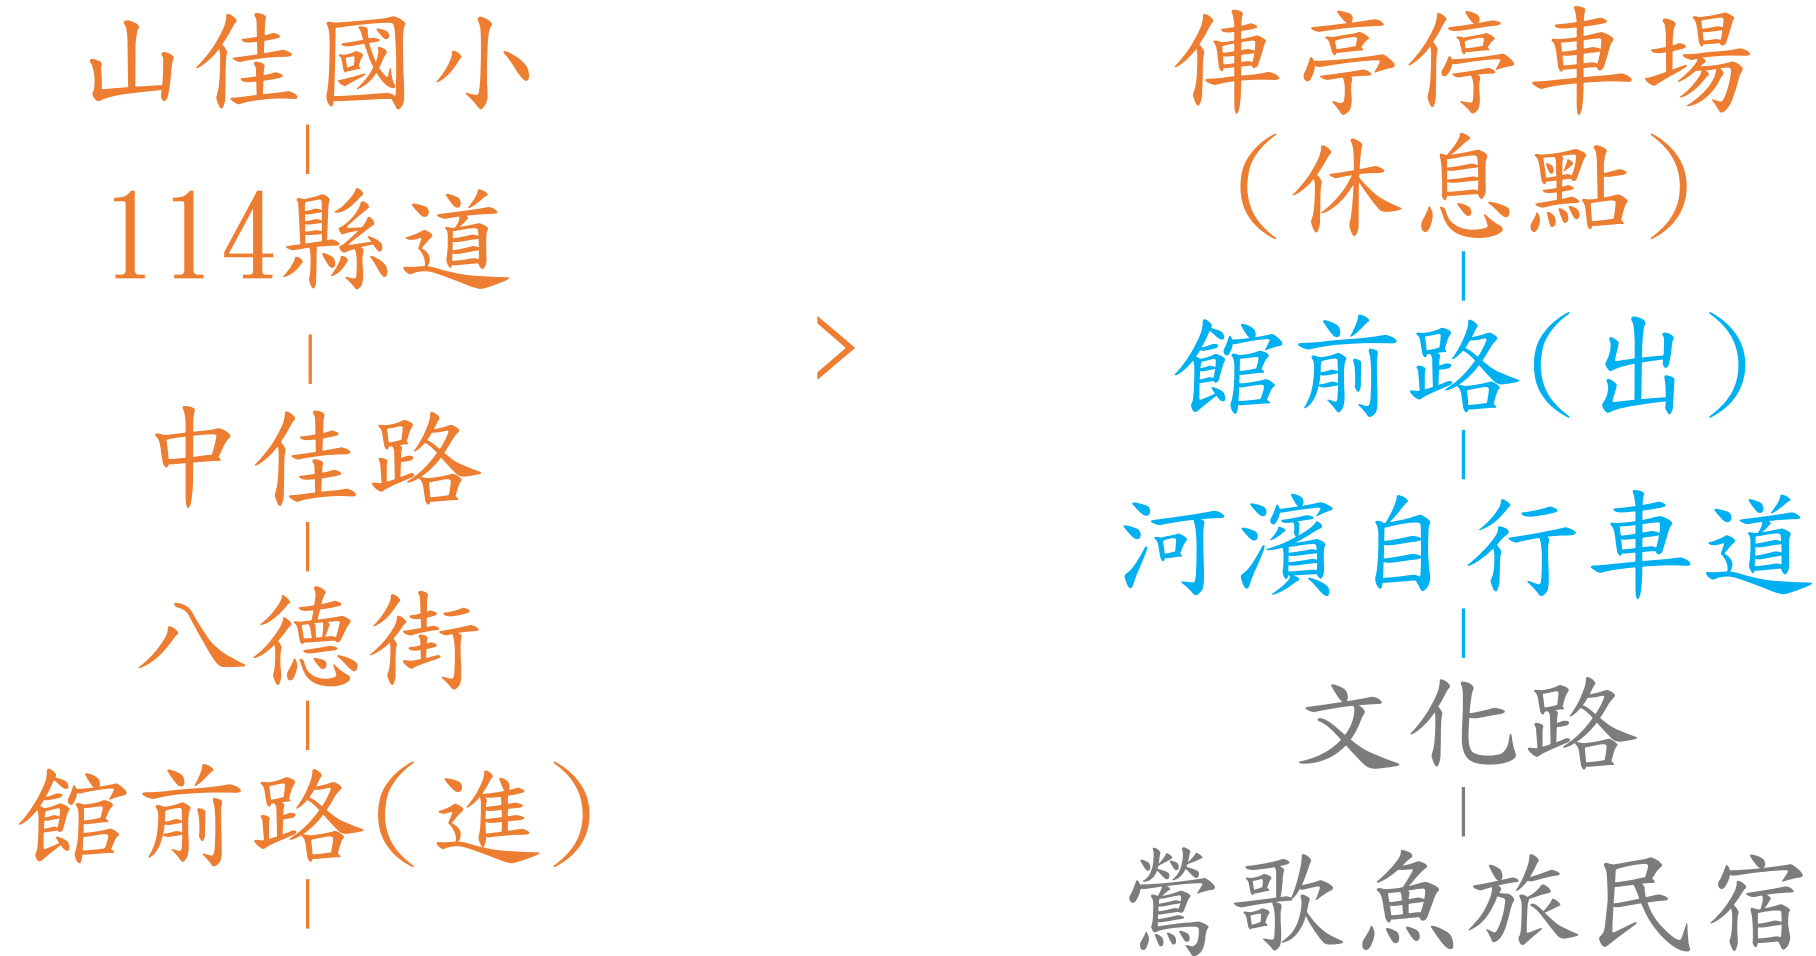 山佳國小
114縣道
中佳路
八德街
館前路(進)
>
俥亭停車場
(休息點)
館前路(出)
河濱自行車道
文化路
鶯歌魚旅民宿